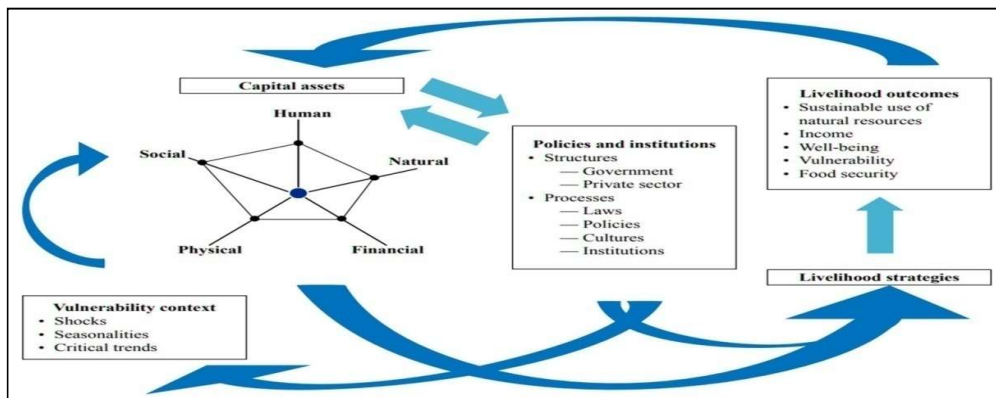 Capital assets
Human
Social
Natural
Physical
Financial
Vulnerability context
• Shocks
• Seasonalities
• Critical trends
Policies and institutions
• Structures
— Government
— Private sector
• Processes
— Laws
— Policies
— Cultures
— Institutions
Livelihood outcomes
• Sustainable use of
natural resources
• Income
• Well-being
• Vulnerability
• Food security
Livelihood strategies